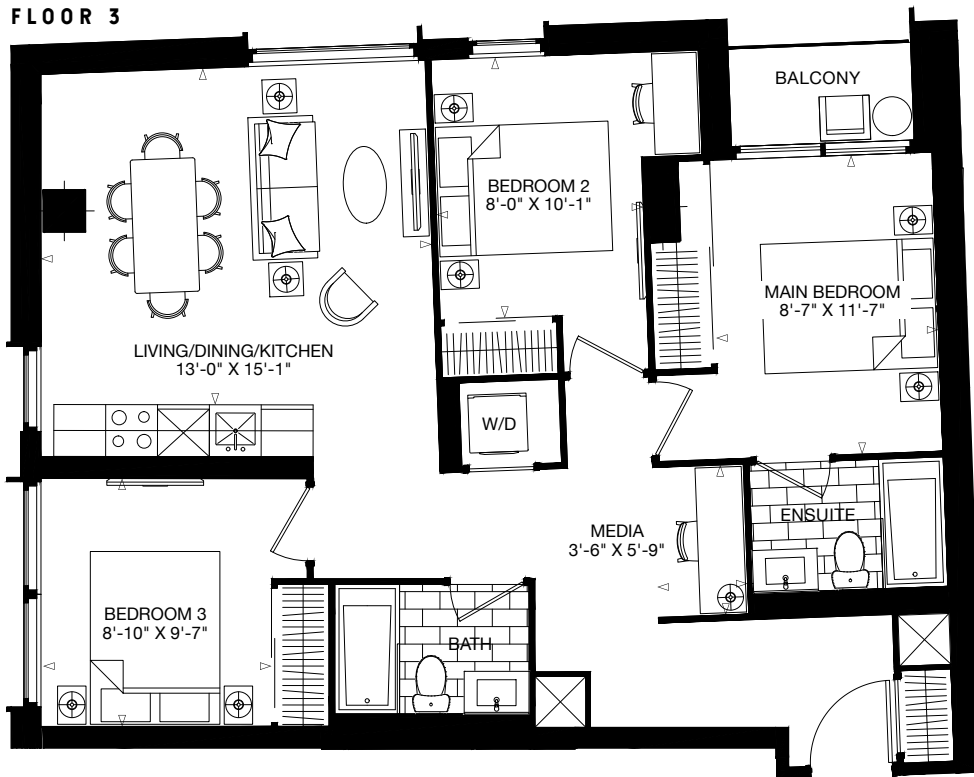 FLOOR 3
BALCONY
BEDROOM 2
8'-0" X 10'-1"
MAIN BEDROOM
8'-7" X 11'-7"
LIVING/DINING/KITCHEN
13'-0" X 15'-1"
W/D
ENSUITE
MEDIA
3'-6" X 5'-9"
BEDROOM 3
8'-10" X 9'-7"
BATH